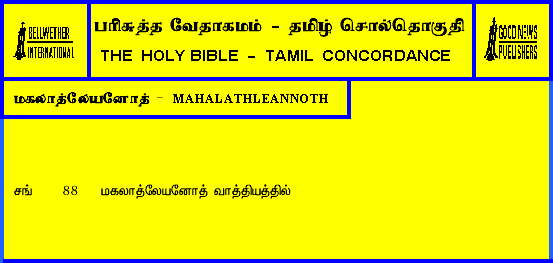 BELLWETHER
INTERNATIONAL
பரிசுத்த வேதாகமம் - தமிழ் சொல்தொகுதி
THE HOLY BIBLE - TAMIL CONCORDANCE
GOOD NEWS
PUBLISHERS
மகலாத்லேயனோத் - MAHALATHLEANNOTH
சங் 88 மகலாத்லேயனோத் வாத்தியத்தில்